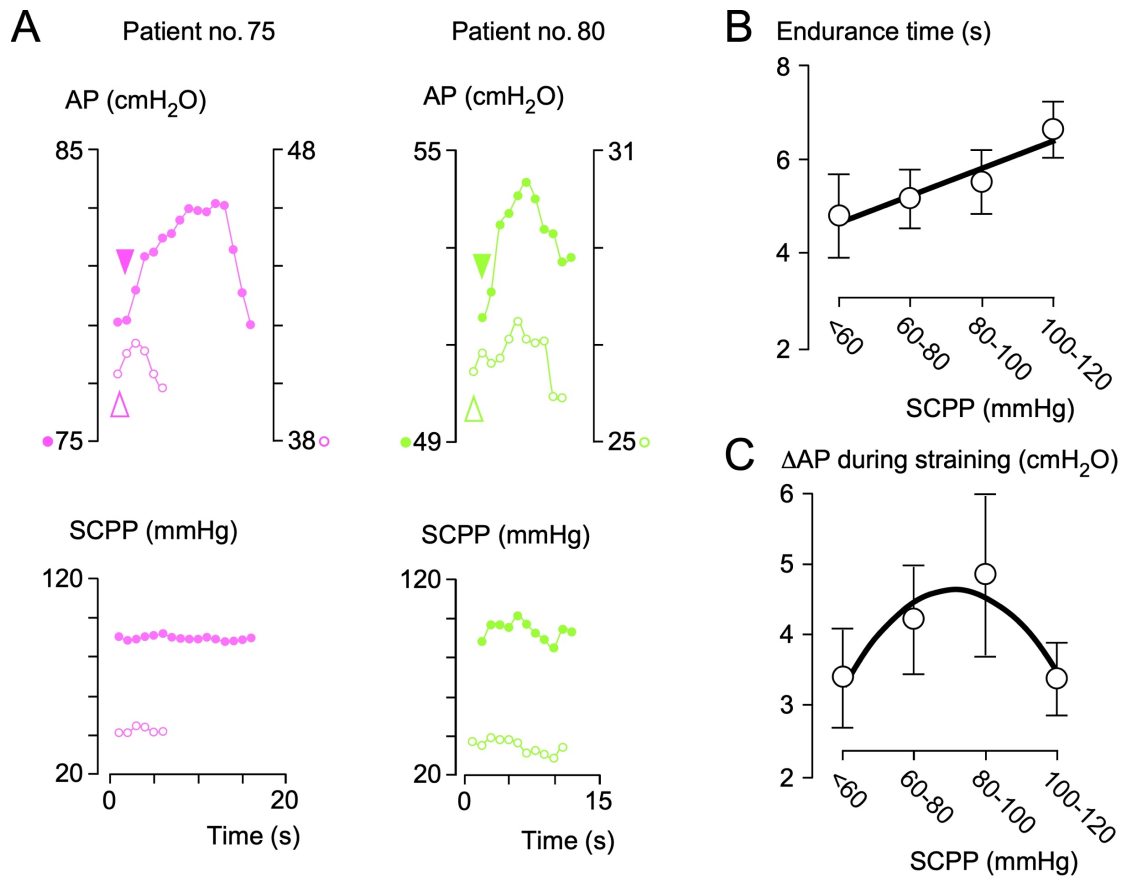 A
Patient no. 75
Patient no. 80
AP (cmH₂O)
AP (cmH₂O)
85
48
55
31
75
38
49
25
SCPP (mmHg)
SCPP (mmHg)
120
120
20
20
0
20
0
15
Time (s)
Time (s)
B
Endurance time (s)
8
6
4
2
<60
60-80
80-100
100-120
SCPP (mmHg)
C
ΔAP during straining (cmH₂O)
6
5
4
3
2
<60
60-80
80-100
100-120
SCPP (mmHg)